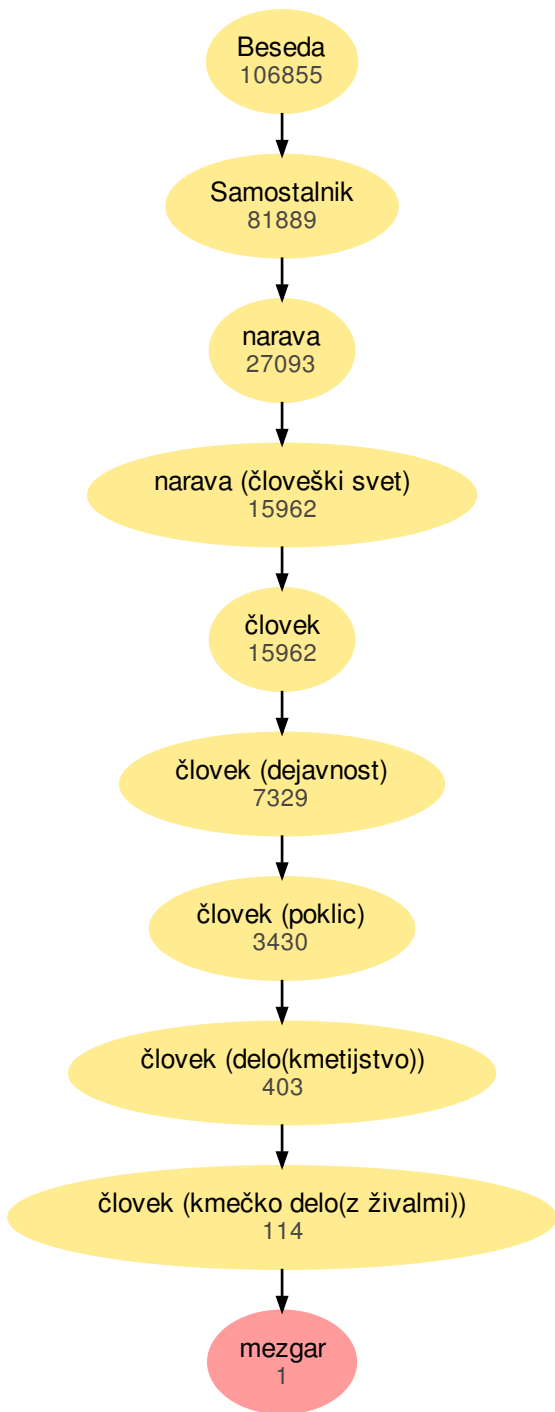 Beseda
106855
Samostalnik
81889
narava
27093
narava (človeški svet)
15962
človek
15962
človek (dejavnost)
7329
človek (poklic)
3430
človek (delo(kmetijstvo))
403
človek (kmečko delo(z živalmi))
114
mezgar
1